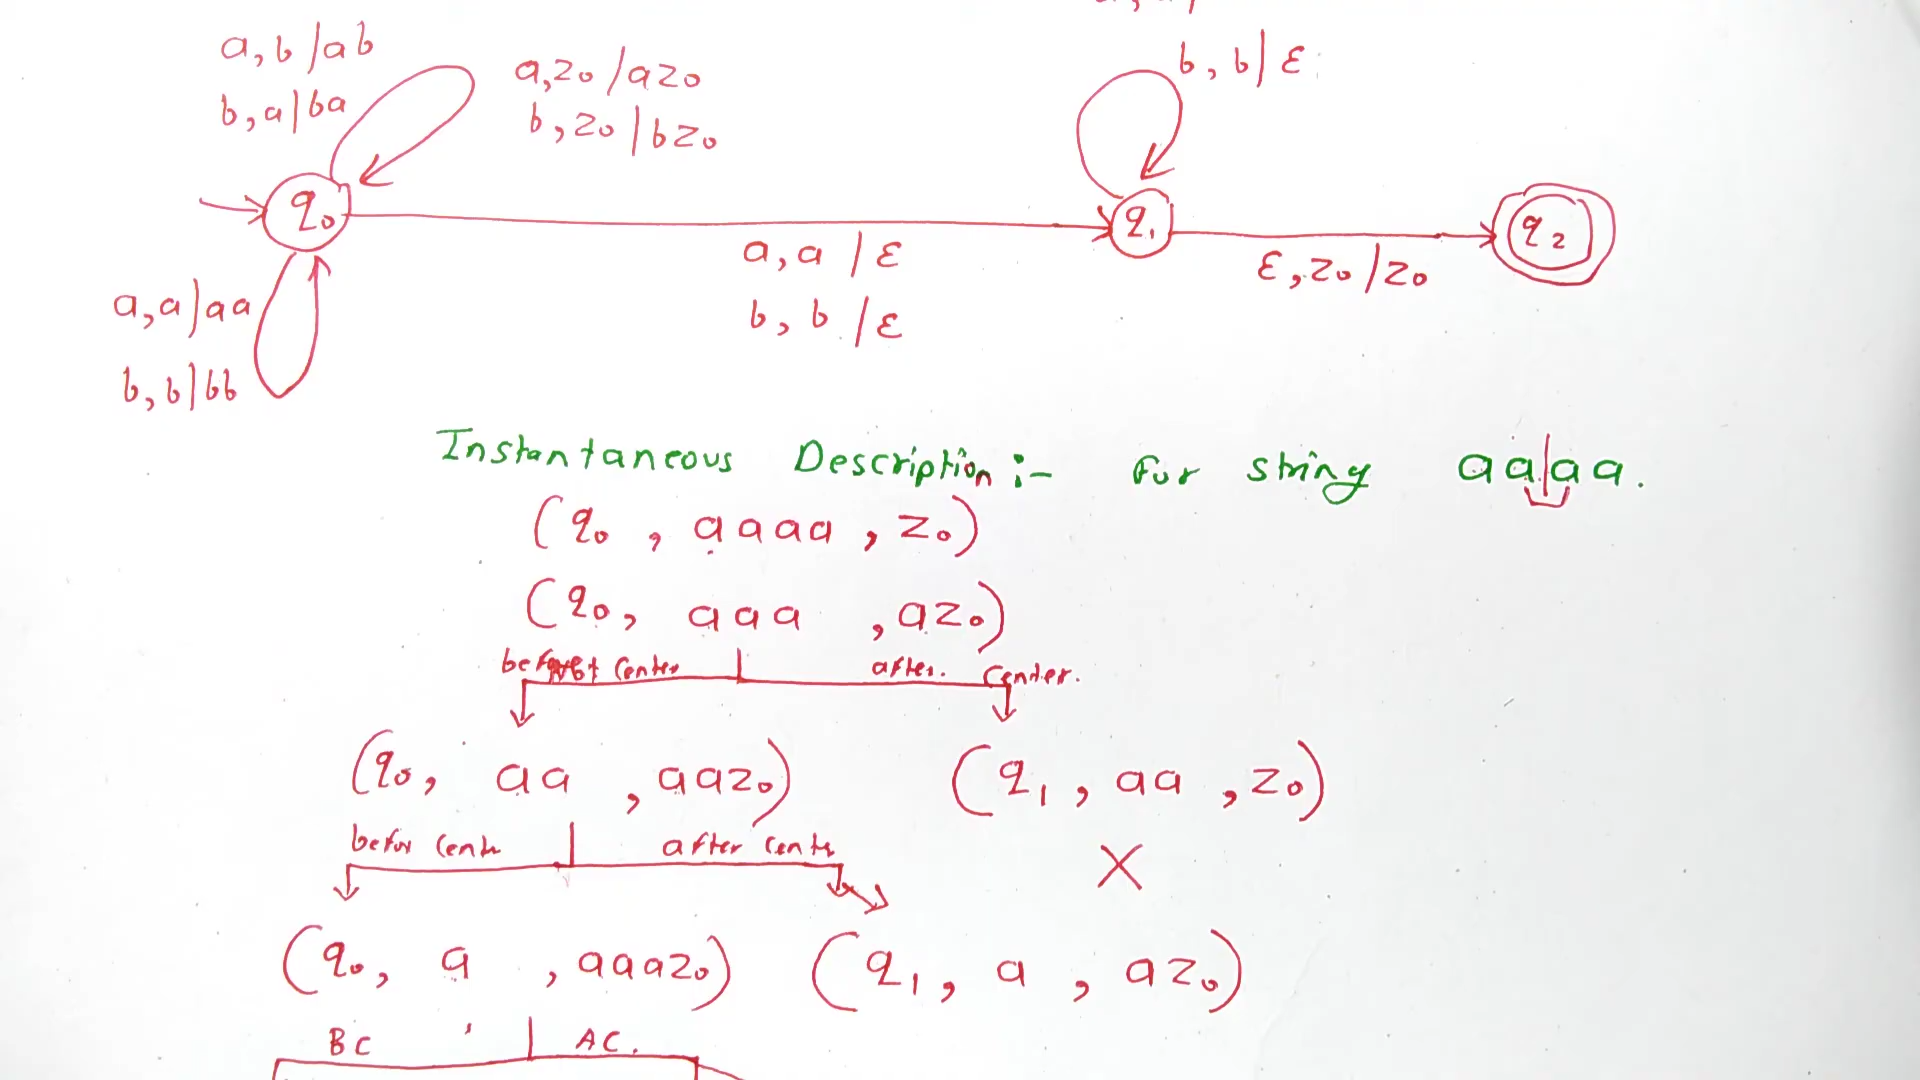 a,b/ab
b,a|ba
a,z₀/az₀
b,z₀|bz₀
b,b|ε
q₀
q₁
q₂
a,a|aa
b,b|bb
a,a/ε
b,b/ε
ε,z₀/z₀
Instantaneous Description :- For string aa|aa.
(q₀, aaaa, z₀)
(q₀, aaa, az₀)
center after. center.
(q₀, aa, aaz₀) (q₁, aa, z₀)
befor cente after cente X
(q₀, a, aaaz₀) (q₁, a, az₀)
BC AC.